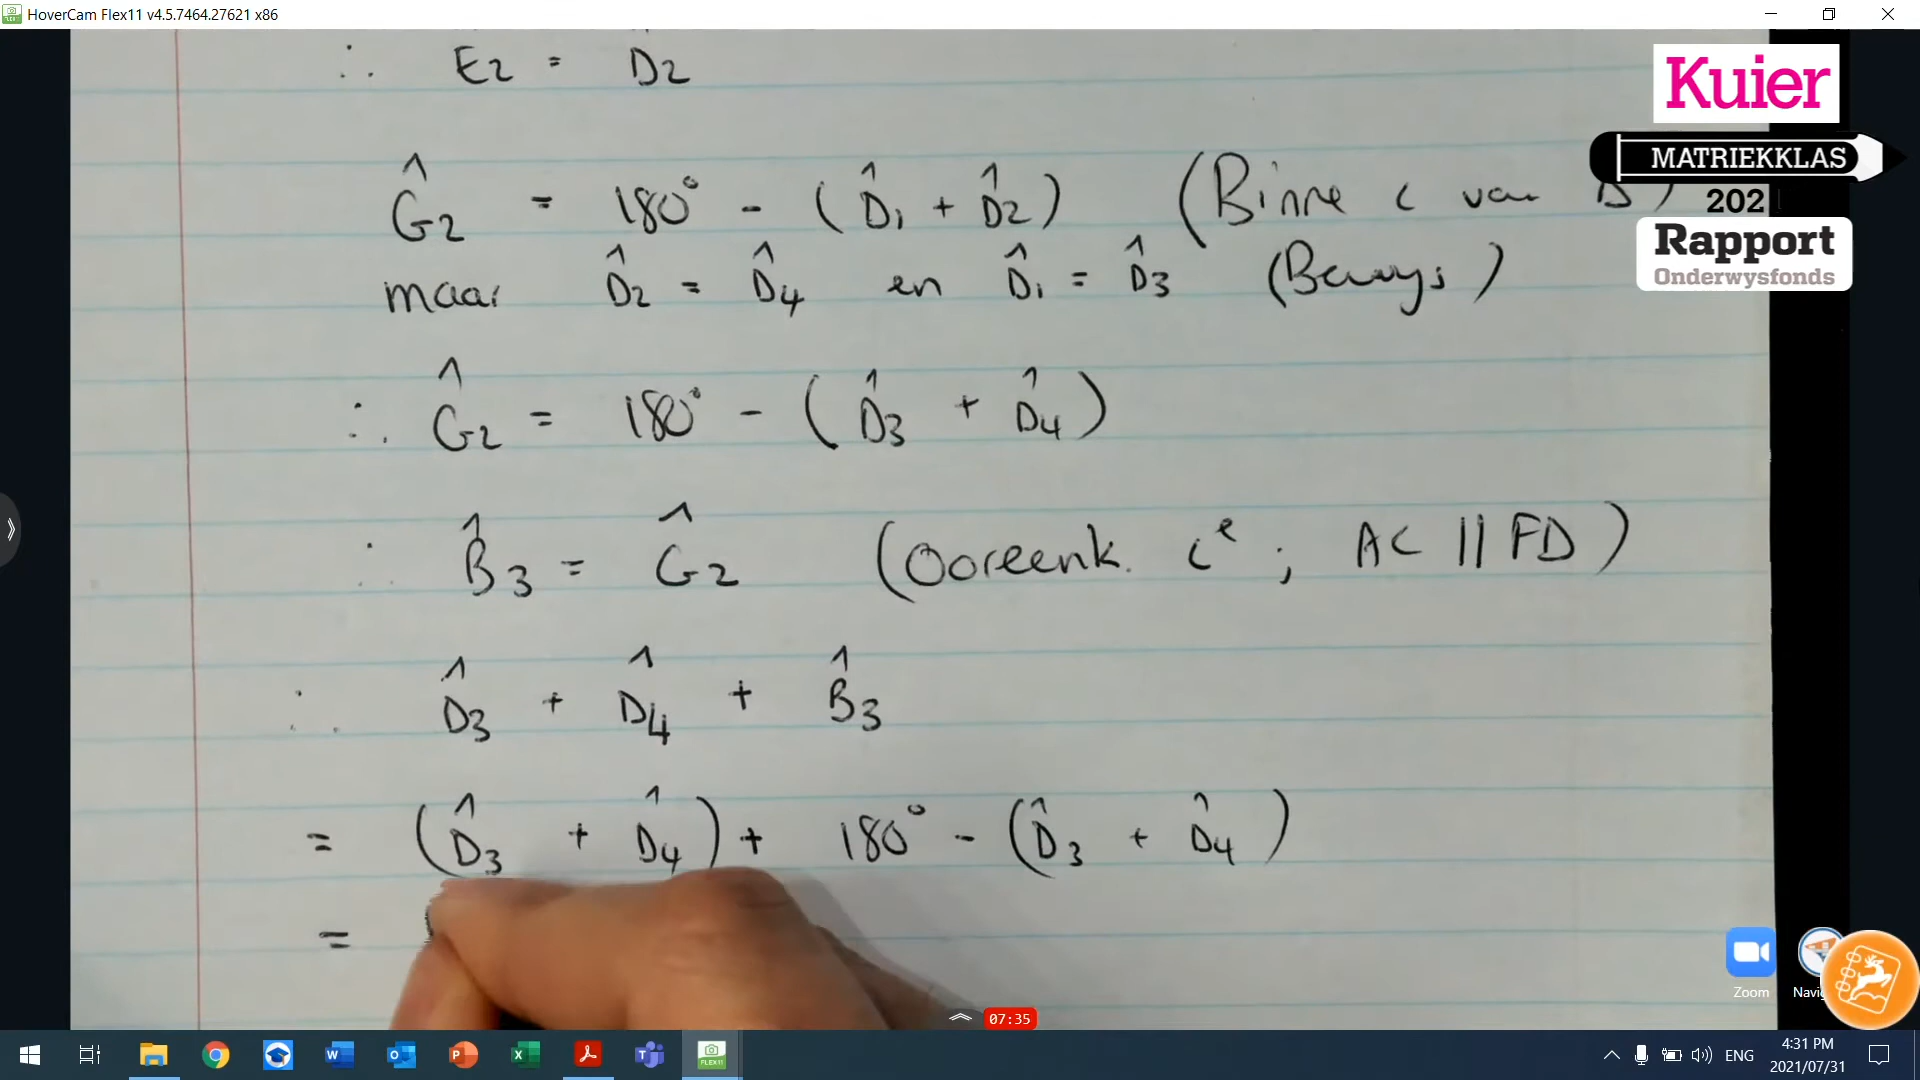 HoverCam Flex11 v4.5.7464.27621 x86
∴ E2 = D̂2
Ĝ2 = 180° - (D̂1 + D̂2) (Binne ∠ van Δ)
maar D̂2 = D̂4 en D̂1 = D̂3 (Bewys)
∴ Ĝ2 = 180° - (D̂3 + D̂4)
∴ B̂3 = Ĝ2 (Ooreenk. ∠e ; AC || FD)
∴ D̂3 + D̂4 + B̂3
= (D̂3 + D̂4) + 180° - (D̂3 + D̂4)
=
Kuier
MATRIEKKLAS
202
Rapport
Onderwysfonds
Zoom
07:35
FLEX11
ENG
4:31 PM
2021/07/31